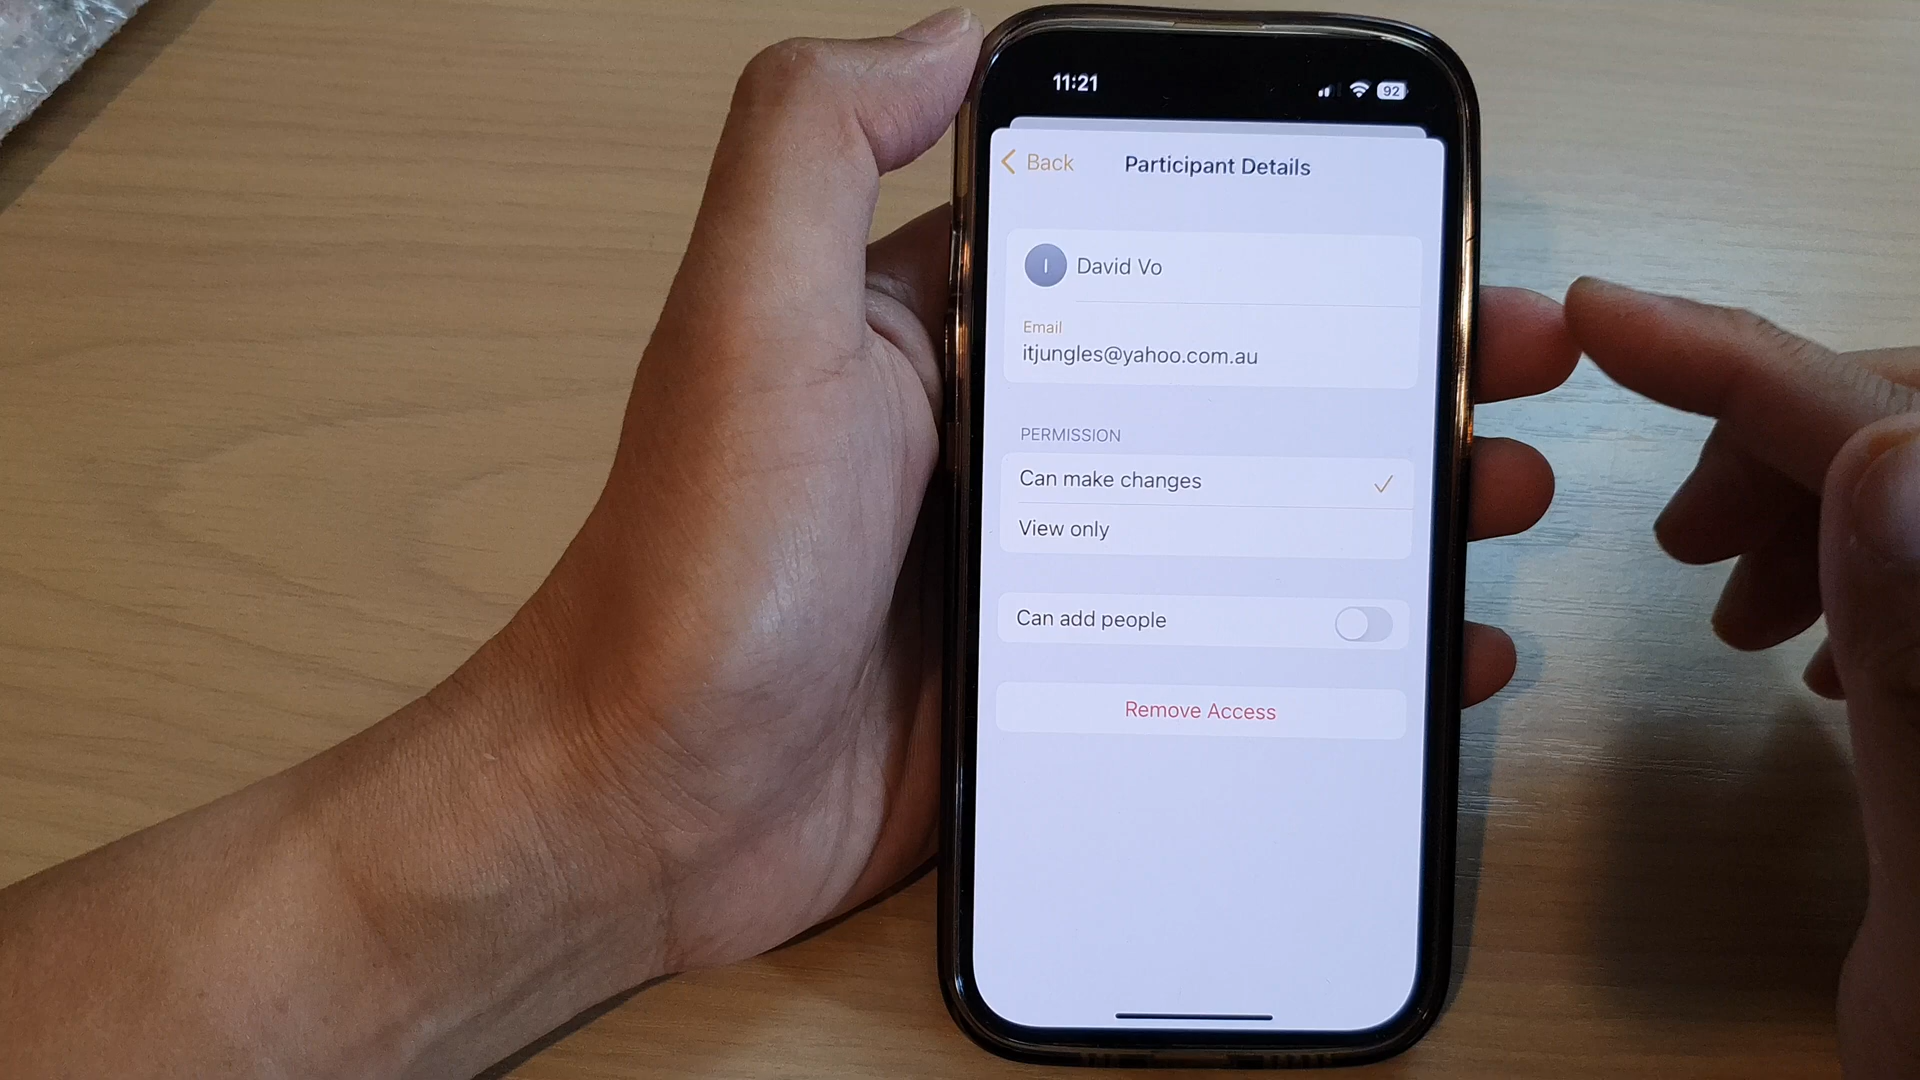 11:21
92
Back
Participant Details
I
David Vo
Email
itjungles@yahoo.com.au
PERMISSION
Can make changes
View only
Can add people
Remove Access